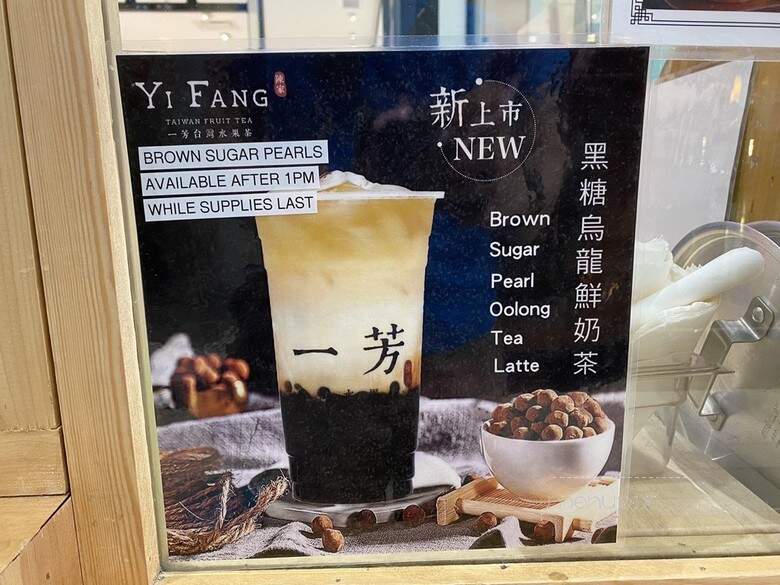 YI FANG
TAIWAN FRUIT TEA
一芳台灣水果茶
BROWN SUGAR PEARLS
AVAILABLE AFTER 1PM
WHILE SUPPLIES LAST
新上市
NEW
黑糖烏龍鮮奶茶
Brown
Sugar
Pearl
Oolong
Tea
Latte
一芳